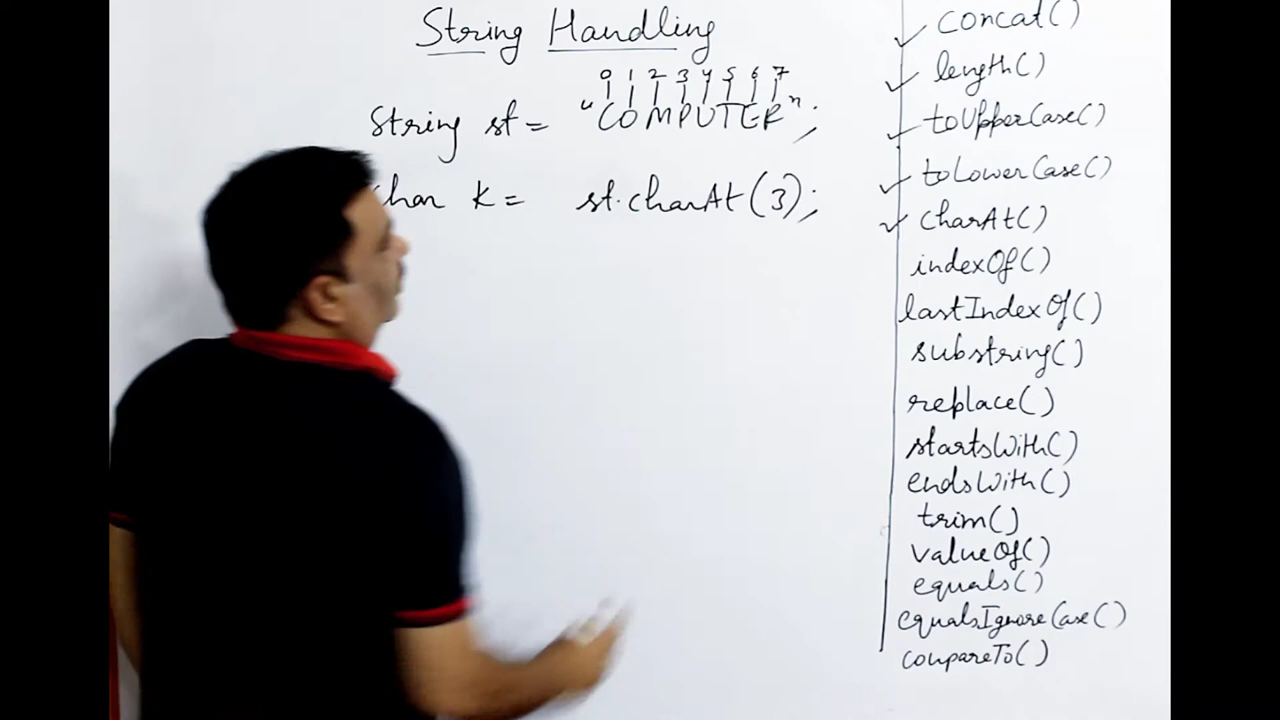 String Handling
0 1 2 3 4 5 6 7
String st = "COMPUTER";
char k = st.charAt(3);
concat()
length()
toUpperCase()
toLowerCase()
charAt()
indexOf()
lastIndexOf()
substring()
replace()
startsWith()
endsWith()
trim()
valueOf()
equals()
equalsIgnoreCase()
compareTo()